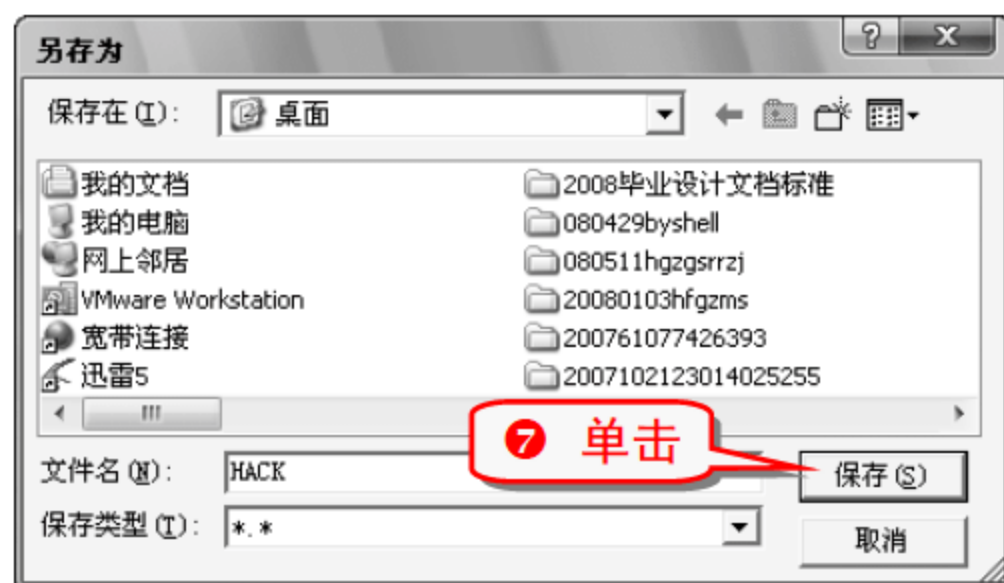 另存为
保存在(I): 桌面
我的文档
我的电脑
网上邻居
VMware Workstation
宽带连接
迅雷5
2008毕业设计文档标准
080429byshell
080511hgzgsrrzj
20080103hfgzms
200761077426393
2007102123014025255
❼ 单击
文件名(N): HACK
保存(S)
保存类型(T): *.*
取消